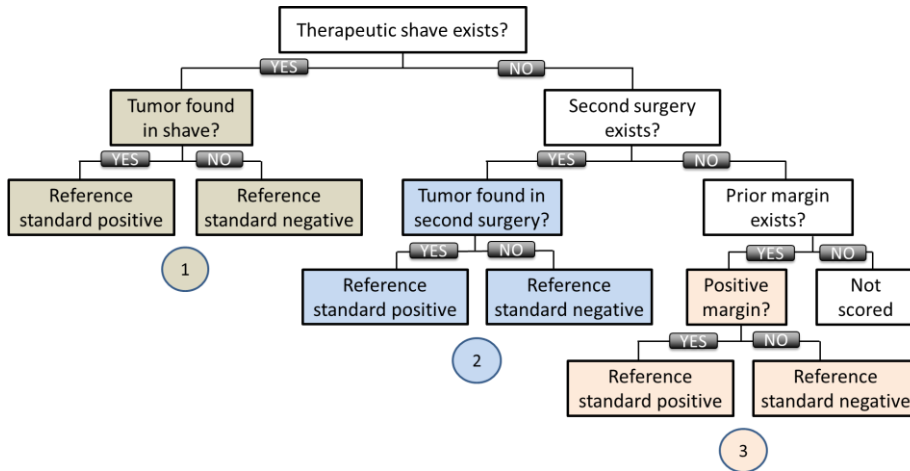 Therapeutic shave exists?
YES
NO
Tumor found
in shave?
Second surgery
exists?
YES
NO
YES
NO
Reference
standard positive
Reference
standard negative
Tumor found in
second surgery?
Prior margin
exists?
1
YES
NO
YES
NO
Reference
standard positive
Reference
standard negative
Positive
margin?
Not
scored
2
YES
NO
Reference
standard positive
Reference
standard negative
3